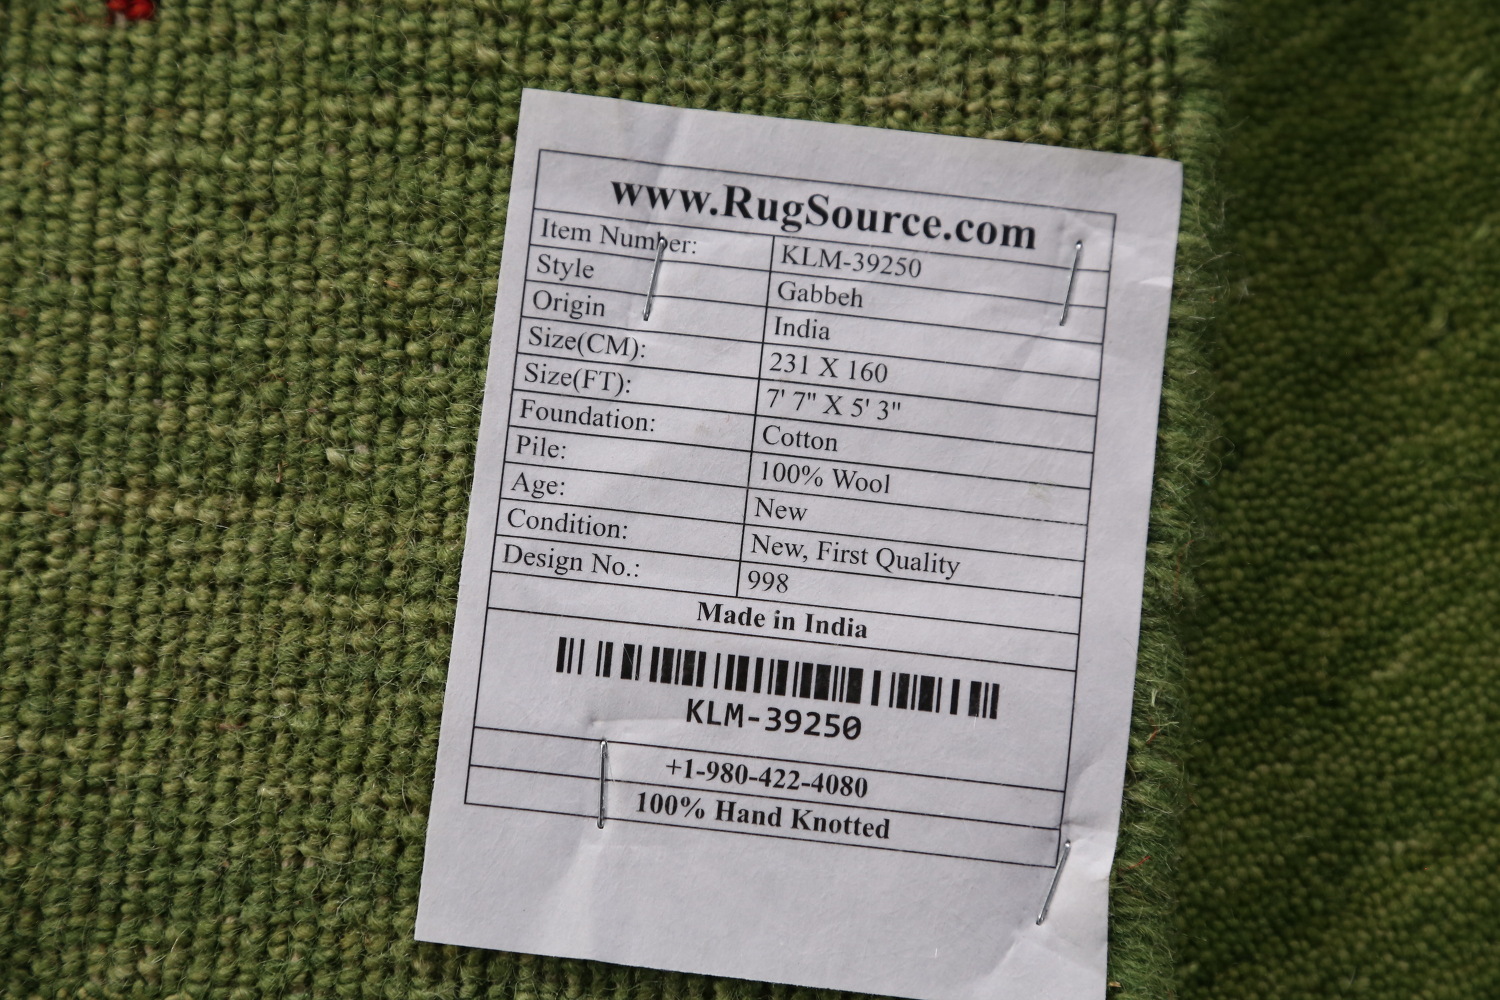 www.RugSource.com
Item Number: KLM-39250
Style Gabbeh
Origin India
Size(CM): 231 X 160
Size(FT): 7' 7" X 5' 3"
Foundation: Cotton
Pile: 100% Wool
Age: New
Condition: New, First Quality
Design No.: 998
Made in India
KLM-39250
+1-980-422-4080
100% Hand Knotted